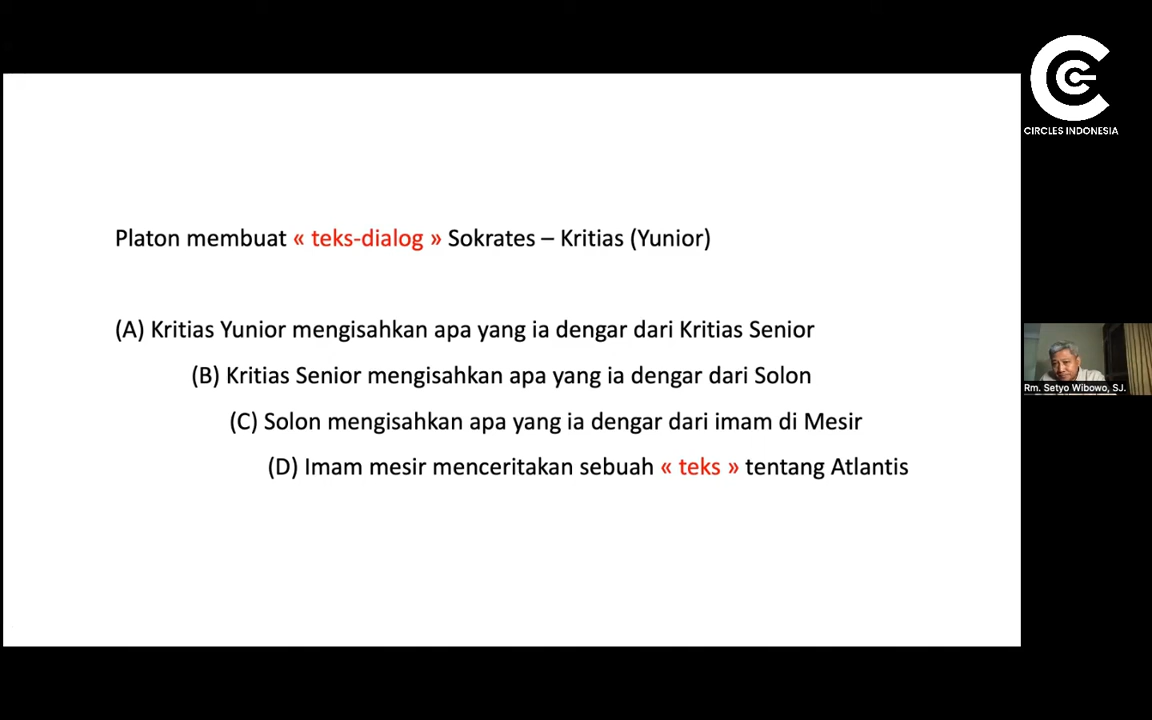 CIRCLES INDONESIA
Platon membuat « teks-dialog » Sokrates – Kritias (Yunior)
(A) Kritias Yunior mengisahkan apa yang ia dengar dari Kritias Senior
(B) Kritias Senior mengisahkan apa yang ia dengar dari Solon
(C) Solon mengisahkan apa yang ia dengar dari imam di Mesir
(D) Imam mesir menceritakan sebuah « teks » tentang Atlantis
Rm. Setyo Wibowo, SJ.